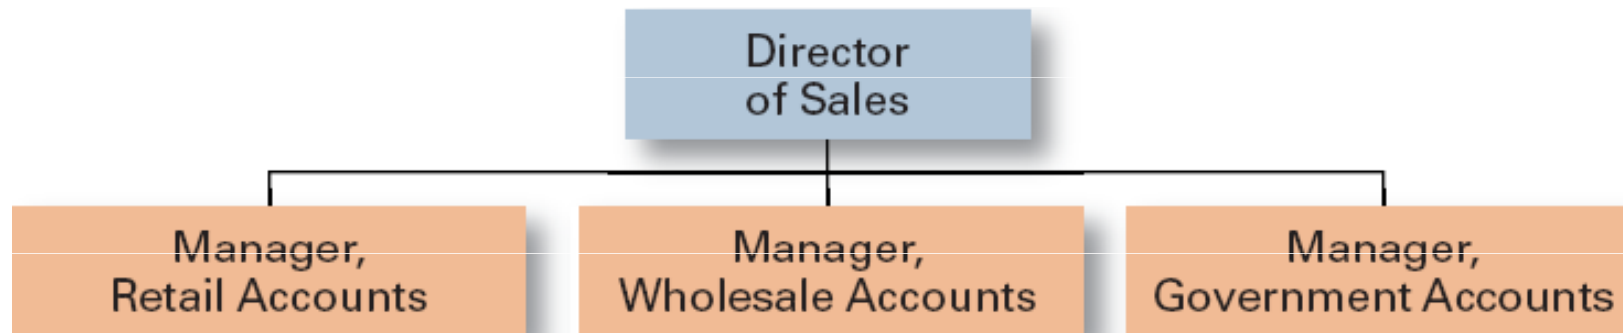 Director
of Sales
Manager,
Retail Accounts
Manager,
Wholesale Accounts
Manager,
Government Accounts